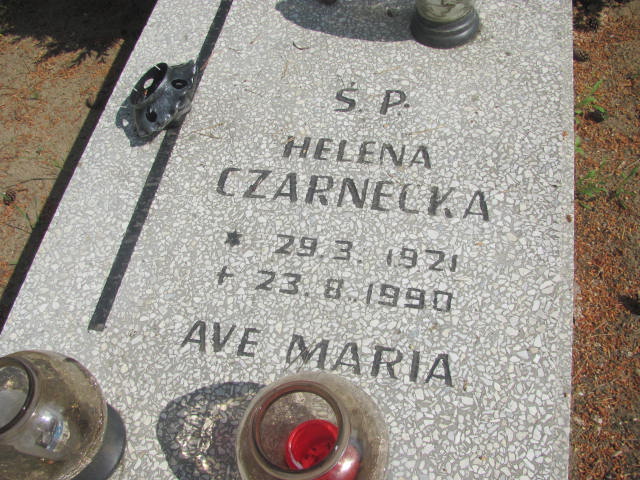 Ś. P.
HELENA
CZARNECKA
* 29.3.1921
+ 23.8.1990
AVE MARIA